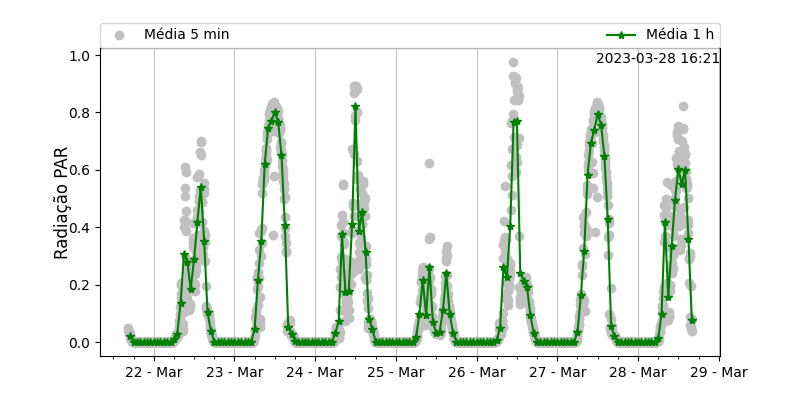 Média 5 min
Média 1 h
2023-03-28 16:21
Radiação PAR
1.0
0.8
0.6
0.4
0.2
0.0
22 - Mar
23 - Mar
24 - Mar
25 - Mar
26 - Mar
27 - Mar
28 - Mar
29 - Mar